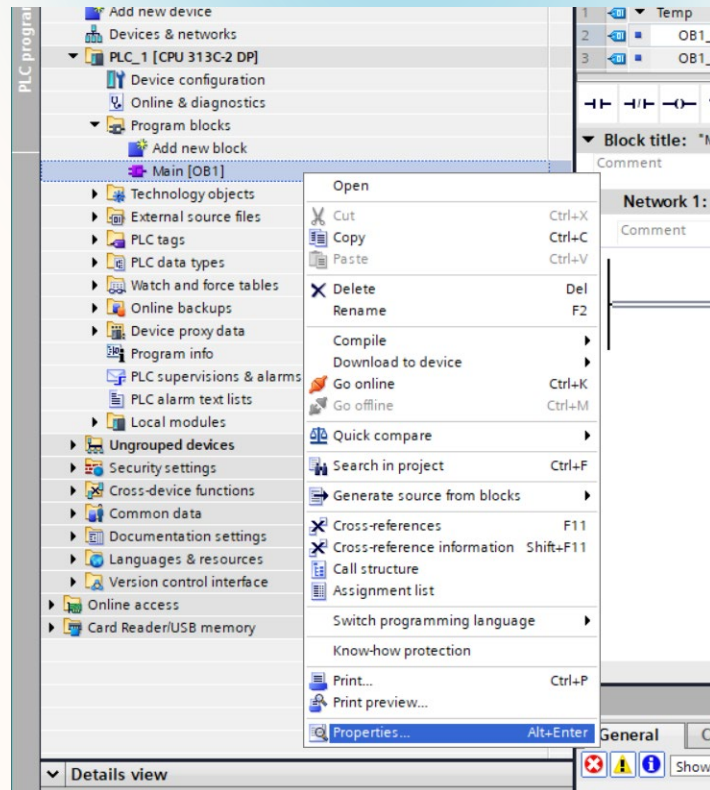 PLC program
Add new device
Devices & networks
PLC_1 [CPU 313C-2 DP]
Device configuration
Online & diagnostics
Program blocks
Add new block
Main [OB1]
Technology objects
External source files
PLC tags
PLC data types
Watch and force tables
Online backups
Device proxy data
Program info
PLC supervisions & alarms
PLC alarm text lists
Local modules
Ungrouped devices
Security settings
Cross-device functions
Common data
Documentation settings
Languages & resources
Version control interface
Online access
Card Reader/USB memory
Details view
Open
Cut Ctrl+X
Copy Ctrl+C
Paste Ctrl+V
Delete Del
Rename F2
Compile
Download to device
Go online Ctrl+K
Go offline Ctrl+M
Quick compare
Search in project Ctrl+F
Generate source from blocks
Cross-references F11
Cross-reference information Shift+F11
Call structure
Assignment list
Switch programming language
Know-how protection
Print... Ctrl+P
Print preview...
Properties... Alt+Enter
1 Temp
2 OB1_
3 OB1_
Block title: "M
Comment
Network 1:
Comment
General C
Show